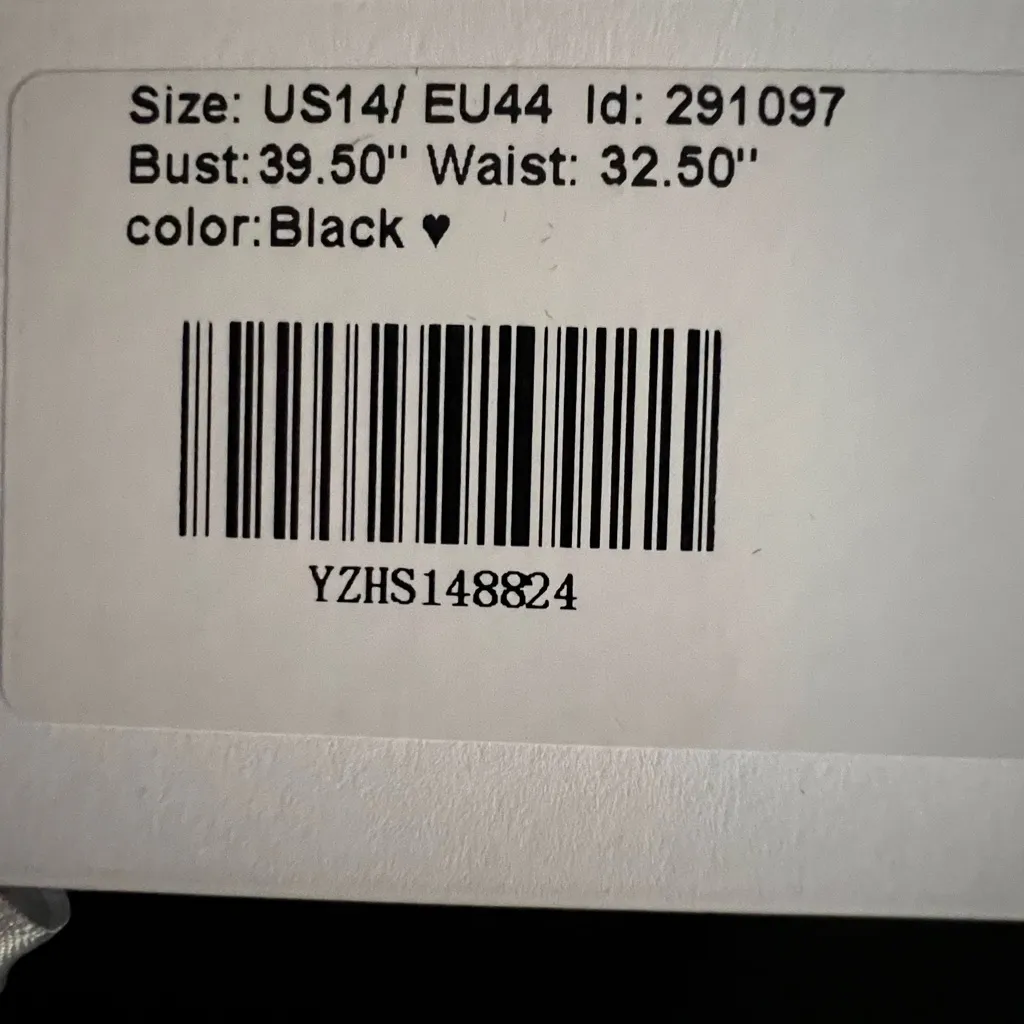 Size: US14/ EU44 Id: 291097
Bust:39.50" Waist: 32.50"
color:Black ♥
YZHS148824